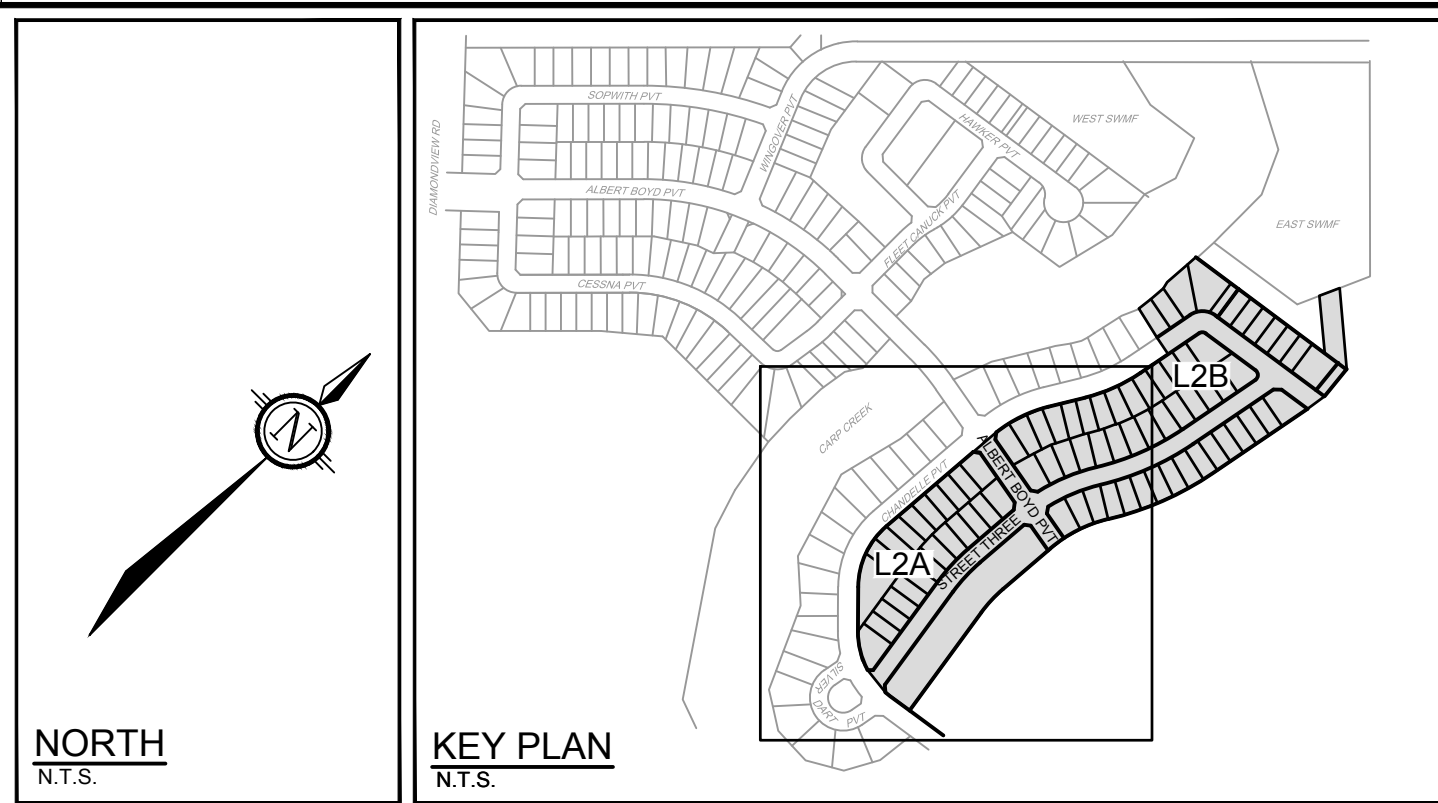 NORTH
N.T.S.
N
KEY PLAN
N.T.S.
DIAMONDVIEW RD
SOPWITH PVT
WINGOVER PVT
ALBERT BOYD PVT
CESSNA PVT
HAWKER PVT
FLEET CANUCK PVT
WEST SWMF
EAST SWMF
CARP CREEK
CHANDELLE PVT
ALBERT BOYD PVT
STREET THREE
L2A
L2B
SILVER
DART PVT